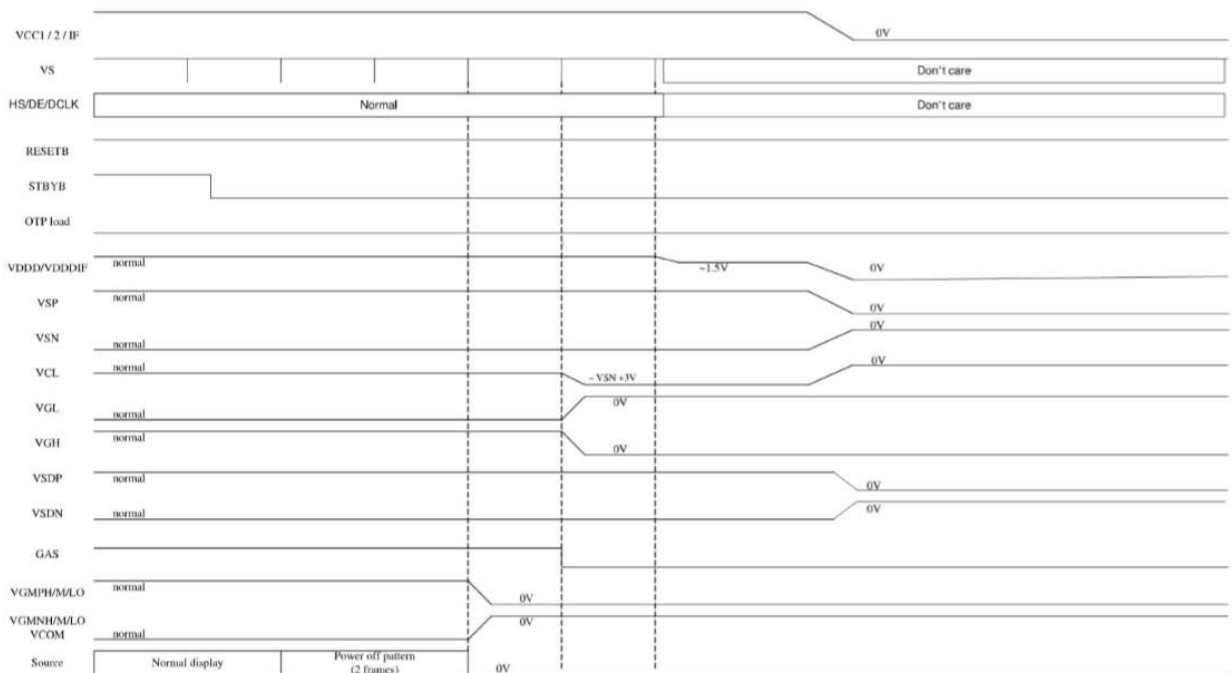 VCC1 / 2 / IF
0V
VS
Don't care
HS/DE/DCLK
Normal
Don't care
RESETB
STBYB
OTP load
VDDD/VDDDIF
normal
~1.5V
0V
VSP
normal
0V
VSN
normal
0V
VCL
normal
~ VSN +3V
0V
VGL
normal
0V
VGH
normal
0V
VSDP
normal
0V
VSDN
normal
0V
GAS
VGMPH/M/LO
normal
0V
VGMNH/M/LO
VCOM
normal
0V
Source
Normal display
Power off pattern
(2 frames)
0V